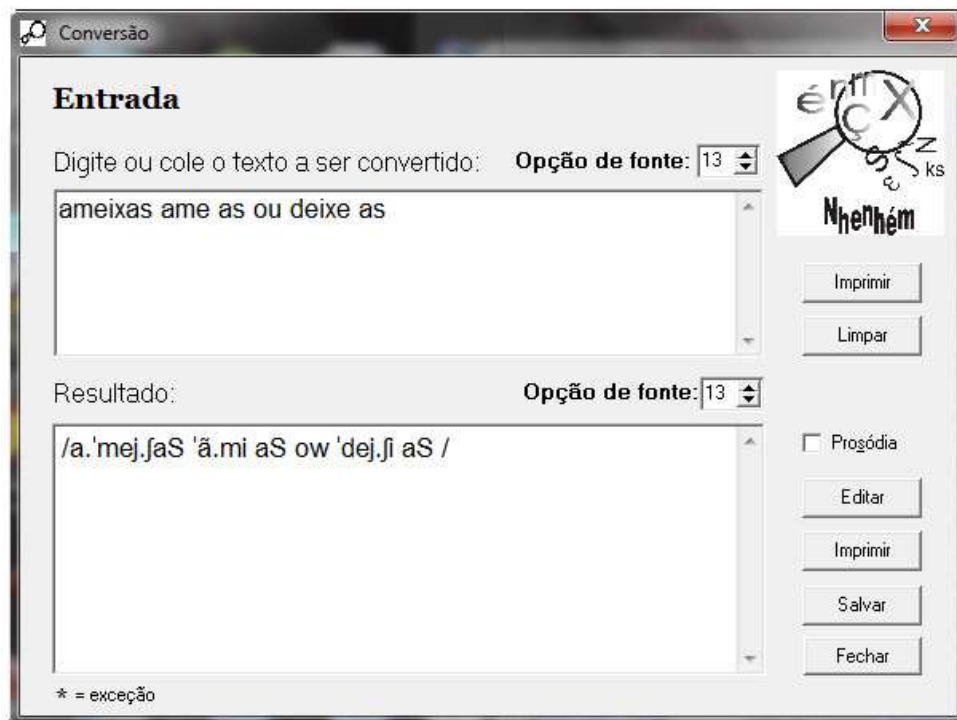 Conversão
Entrada
Digite ou cole o texto a ser convertido:
Opção de fonte: 13
ameixas ame as ou deixe as
Nhenhém
Imprimir
Limpar
Resultado:
Opção de fonte: 13
/a.ˈmej.ʃaS ˈã.mi aS ow ˈdej.ʃi aS /
Prosódia
Editar
Imprimir
Salvar
Fechar
* = exceção